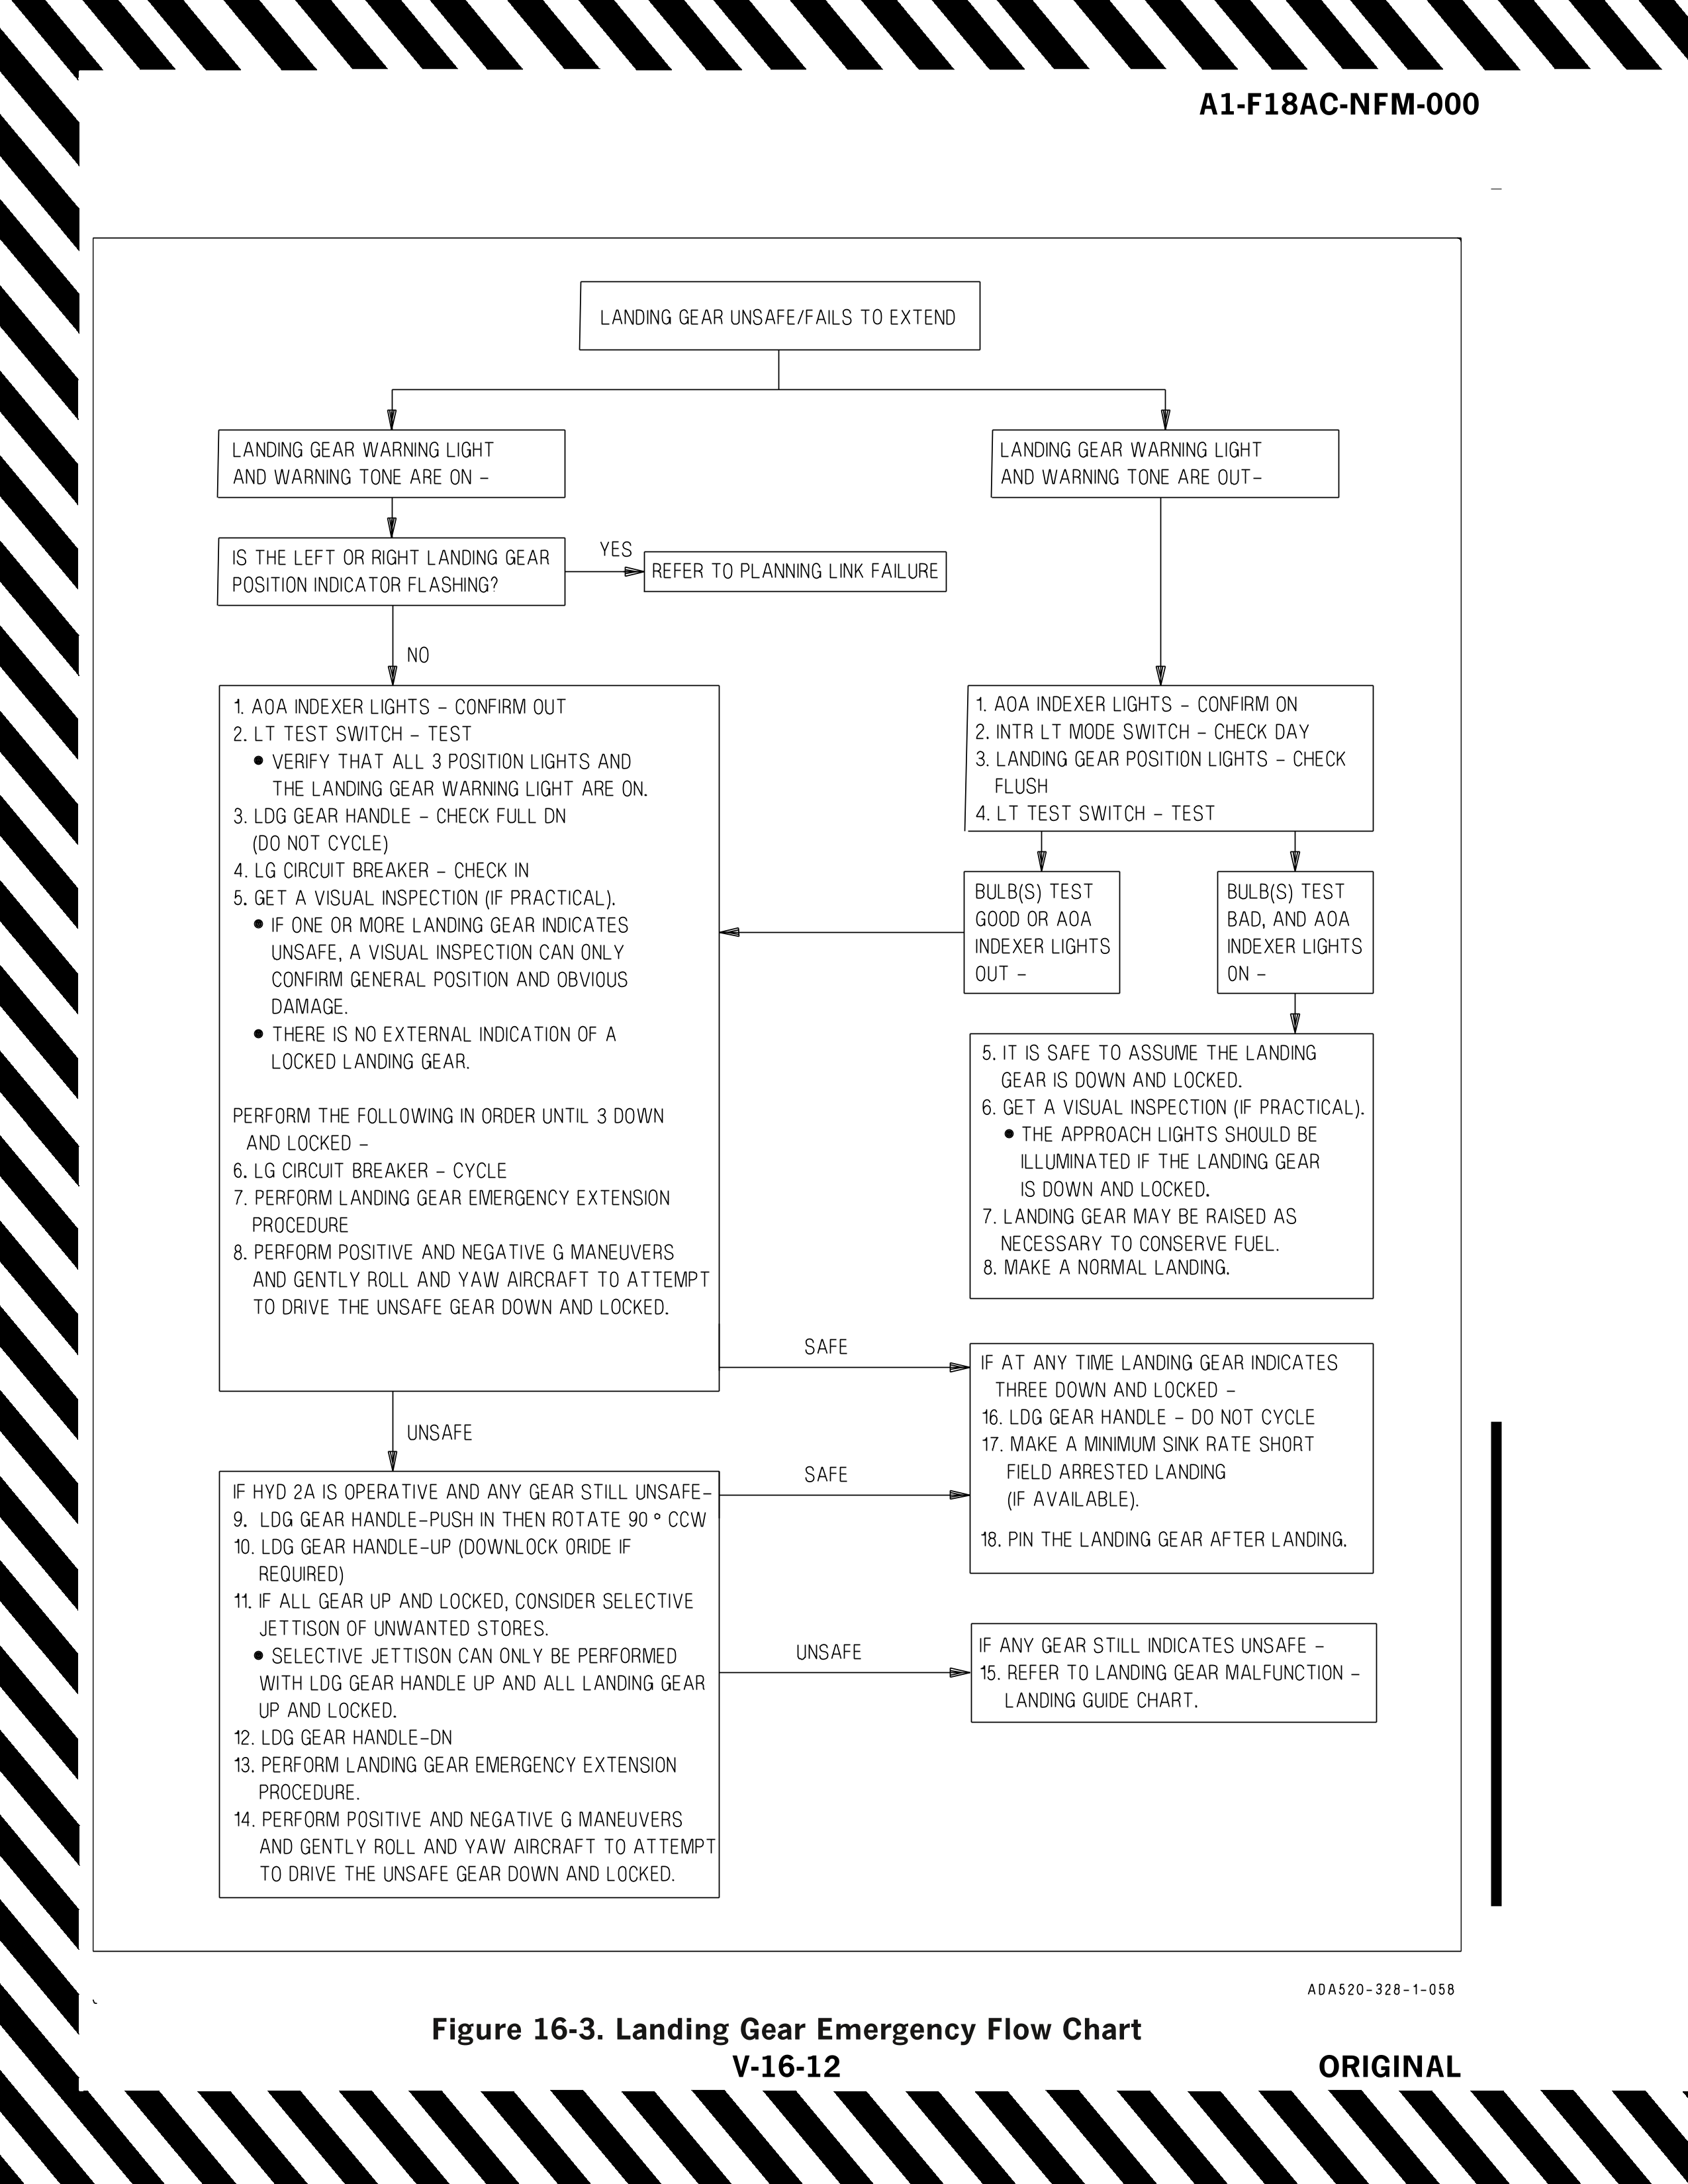 A1-F18AC-NFM-000
LANDING GEAR UNSAFE/FAILS TO EXTEND
LANDING GEAR WARNING LIGHT
AND WARNING TONE ARE ON –
LANDING GEAR WARNING LIGHT
AND WARNING TONE ARE OUT–
IS THE LEFT OR RIGHT LANDING GEAR
POSITION INDICATOR FLASHING?
YES
REFER TO PLANNING LINK FAILURE
NO
1. AOA INDEXER LIGHTS – CONFIRM OUT
2. LT TEST SWITCH – TEST
● VERIFY THAT ALL 3 POSITION LIGHTS AND
THE LANDING GEAR WARNING LIGHT ARE ON.
3. LDG GEAR HANDLE – CHECK FULL DN
(DO NOT CYCLE)
4. LG CIRCUIT BREAKER – CHECK IN
5. GET A VISUAL INSPECTION (IF PRACTICAL).
● IF ONE OR MORE LANDING GEAR INDICATES
UNSAFE, A VISUAL INSPECTION CAN ONLY
CONFIRM GENERAL POSITION AND OBVIOUS
DAMAGE.
● THERE IS NO EXTERNAL INDICATION OF A
LOCKED LANDING GEAR.
PERFORM THE FOLLOWING IN ORDER UNTIL 3 DOWN
AND LOCKED –
6. LG CIRCUIT BREAKER – CYCLE
7. PERFORM LANDING GEAR EMERGENCY EXTENSION
PROCEDURE
8. PERFORM POSITIVE AND NEGATIVE G MANEUVERS
AND GENTLY ROLL AND YAW AIRCRAFT TO ATTEMPT
TO DRIVE THE UNSAFE GEAR DOWN AND LOCKED.
1. AOA INDEXER LIGHTS – CONFIRM ON
2. INTR LT MODE SWITCH – CHECK DAY
3. LANDING GEAR POSITION LIGHTS – CHECK
FLUSH
4. LT TEST SWITCH – TEST
BULB(S) TEST
GOOD OR AOA
INDEXER LIGHTS
OUT –
BULB(S) TEST
BAD, AND AOA
INDEXER LIGHTS
ON –
5. IT IS SAFE TO ASSUME THE LANDING
GEAR IS DOWN AND LOCKED.
6. GET A VISUAL INSPECTION (IF PRACTICAL).
● THE APPROACH LIGHTS SHOULD BE
ILLUMINATED IF THE LANDING GEAR
IS DOWN AND LOCKED.
7. LANDING GEAR MAY BE RAISED AS
NECESSARY TO CONSERVE FUEL.
8. MAKE A NORMAL LANDING.
SAFE
IF AT ANY TIME LANDING GEAR INDICATES
THREE DOWN AND LOCKED –
16. LDG GEAR HANDLE – DO NOT CYCLE
17. MAKE A MINIMUM SINK RATE SHORT
FIELD ARRESTED LANDING
(IF AVAILABLE).
18. PIN THE LANDING GEAR AFTER LANDING.
UNSAFE
SAFE
IF HYD 2A IS OPERATIVE AND ANY GEAR STILL UNSAFE–
9. LDG GEAR HANDLE–PUSH IN THEN ROTATE 90 ° CCW
10. LDG GEAR HANDLE–UP (DOWNLOCK ORIDE IF
REQUIRED)
11. IF ALL GEAR UP AND LOCKED, CONSIDER SELECTIVE
JETTISON OF UNWANTED STORES.
● SELECTIVE JETTISON CAN ONLY BE PERFORMED
WITH LDG GEAR HANDLE UP AND ALL LANDING GEAR
UP AND LOCKED.
12. LDG GEAR HANDLE–DN
13. PERFORM LANDING GEAR EMERGENCY EXTENSION
PROCEDURE.
14. PERFORM POSITIVE AND NEGATIVE G MANEUVERS
AND GENTLY ROLL AND YAW AIRCRAFT TO ATTEMPT
TO DRIVE THE UNSAFE GEAR DOWN AND LOCKED.
UNSAFE
IF ANY GEAR STILL INDICATES UNSAFE –
15. REFER TO LANDING GEAR MALFUNCTION –
LANDING GUIDE CHART.
ADA520-328-1-058
Figure 16-3. Landing Gear Emergency Flow Chart
V-16-12
ORIGINAL